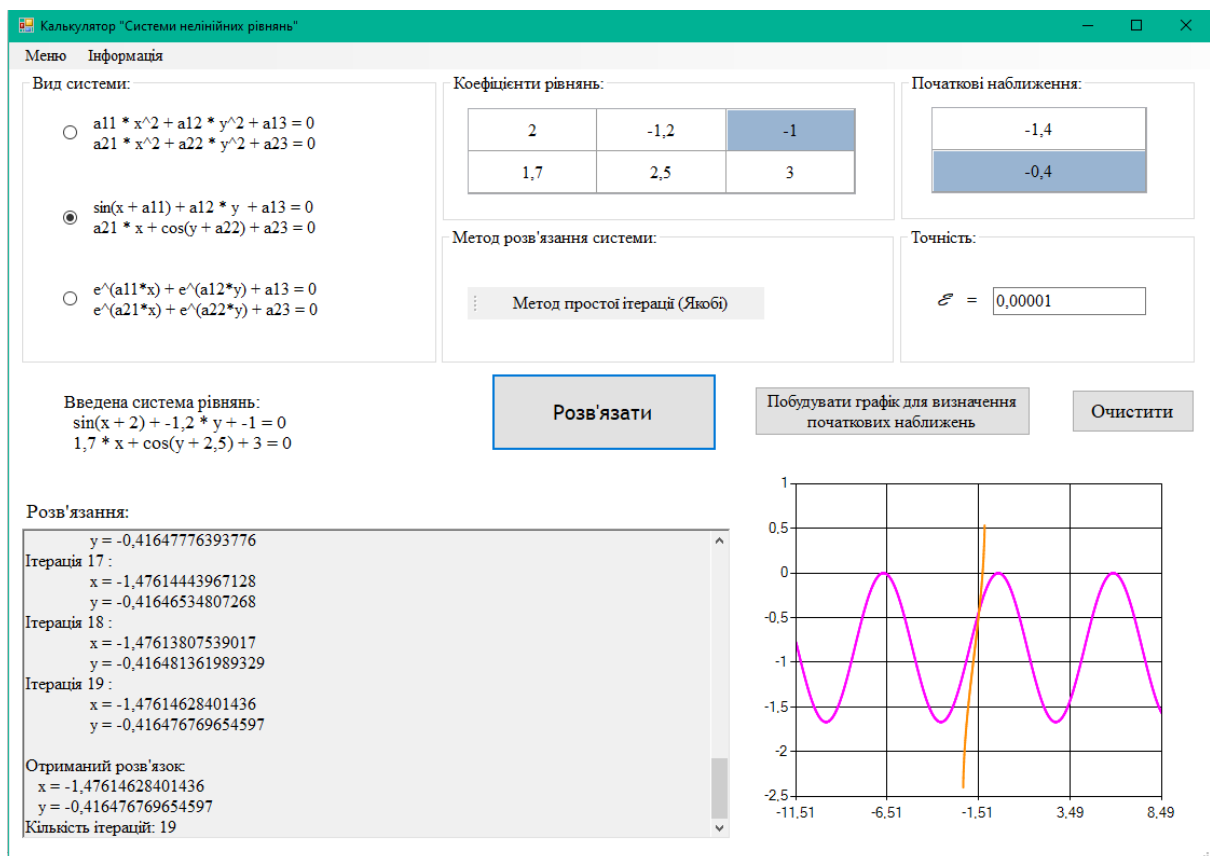 Калькулятор "Системи нелінійних рівнянь"
Меню Інформація
Вид системи:
a11 * x^2 + a12 * y^2 + a13 = 0
a21 * x^2 + a22 * y^2 + a23 = 0
sin(x + a11) + a12 * y + a13 = 0
a21 * x + cos(y + a22) + a23 = 0
e^(a11*x) + e^(a12*y) + a13 = 0
e^(a21*x) + e^(a22*y) + a23 = 0
Коефіцієнти рівнянь:
2 -1,2 -1
1,7 2,5 3
Початкові наближення:
-1,4
-0,4
Метод розв'язання системи:
Метод простої ітерації (Якобі)
Точність:
ℰ = 0,00001
Введена система рівнянь:
sin(x + 2) + -1,2 * y + -1 = 0
1,7 * x + cos(y + 2,5) + 3 = 0
Розв'язати
Побудувати графік для визначення
початкових наближень
Очистити
Розв'язання:
y = -0,41647776393776
Ітерація 17 :
x = -1,47614443967128
y = -0,41646534807268
Ітерація 18 :
x = -1,47613807539017
y = -0,416481361989329
Ітерація 19 :
x = -1,47614628401436
y = -0,416476769654597
Отриманий розв'язок:
x = -1,47614628401436
y = -0,416476769654597
Кількість ітерацій: 19
1
0.5
0
-0.5
-1
-1.5
-2
-2.5
-11,51 -6,51 -1,51 3,49 8,49